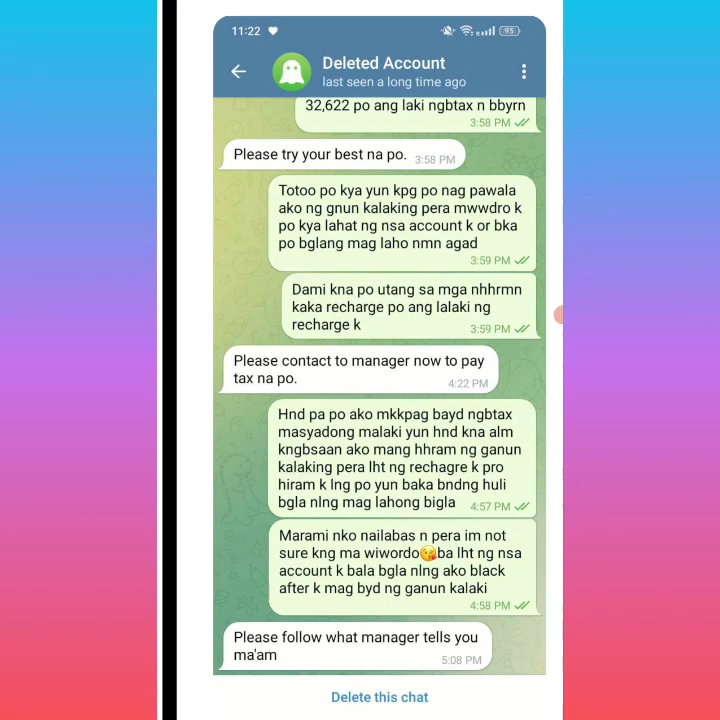 11:22
95
Deleted Account
last seen a long time ago
32,622 po ang laki ngbtax n bbyrn
3:58 PM
Please try your best na po.
3:58 PM
Totoo po kya yun kpg po nag pawala
ako ng gnun kalaking pera mwwdro k
po kya lahat ng nsa account k or bka
po bglang mag laho nmn agad
3:59 PM
Dami kna po utang sa mga nhhrmn
kaka recharge po ang lalaki ng
recharge k
3:59 PM
Please contact to manager now to pay
tax na po.
4:22 PM
Hnd pa po ako mkkpag bayd ngbtax
masyadong malaki yun hnd kna alm
kngbsaan ako mang hhram ng ganun
kalaking pera lht ng rechagre k pro
hiram k lng po yun baka bndng huli
bgla nlng mag lahong bigla
4:57 PM
Marami nko nailabas n pera im not
sure kng ma wiwordo😘ba lht ng nsa
account k bala bgla nlng ako black
after k mag byd ng ganun kalaki
4:58 PM
Please follow what manager tells you
ma'am
5:08 PM
Delete this chat